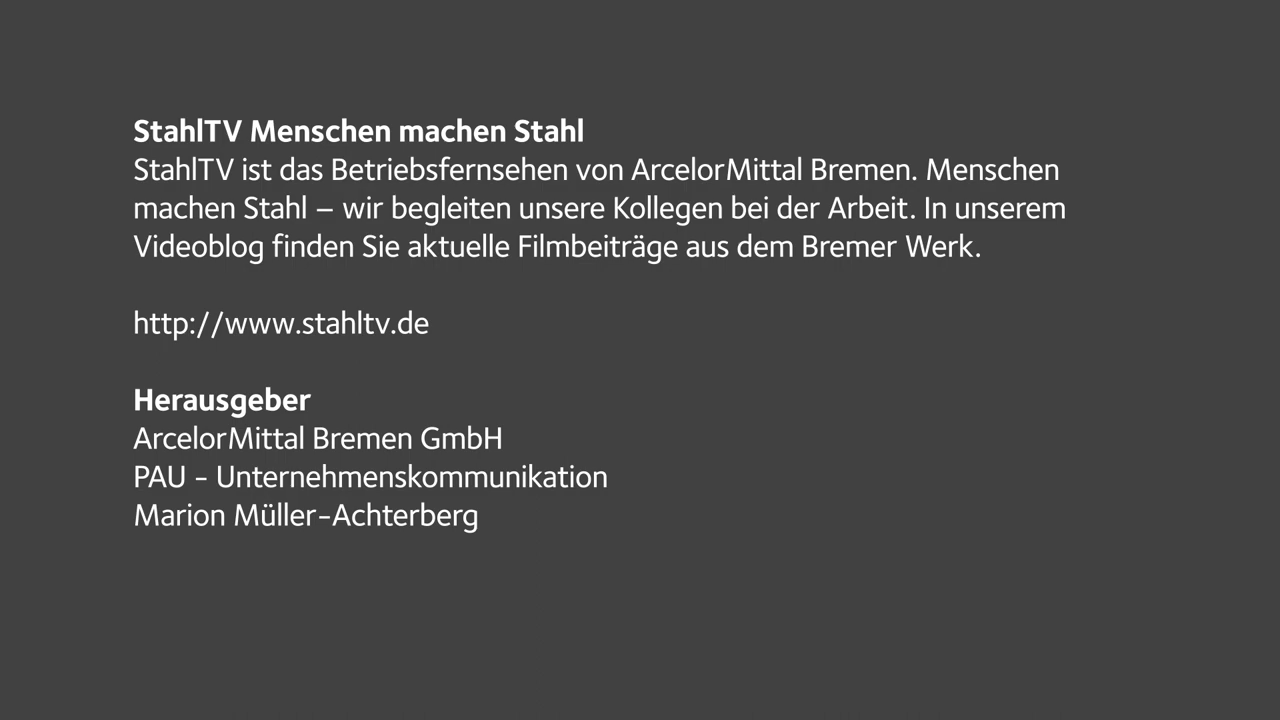 StahlTV Menschen machen Stahl
StahlTV ist das Betriebsfernsehen von ArcelorMittal Bremen. Menschen
machen Stahl – wir begleiten unsere Kollegen bei der Arbeit. In unserem
Videoblog finden Sie aktuelle Filmbeiträge aus dem Bremer Werk.
http://www.stahltv.de
Herausgeber
ArcelorMittal Bremen GmbH
PAU - Unternehmenskommunikation
Marion Müller-Achterberg